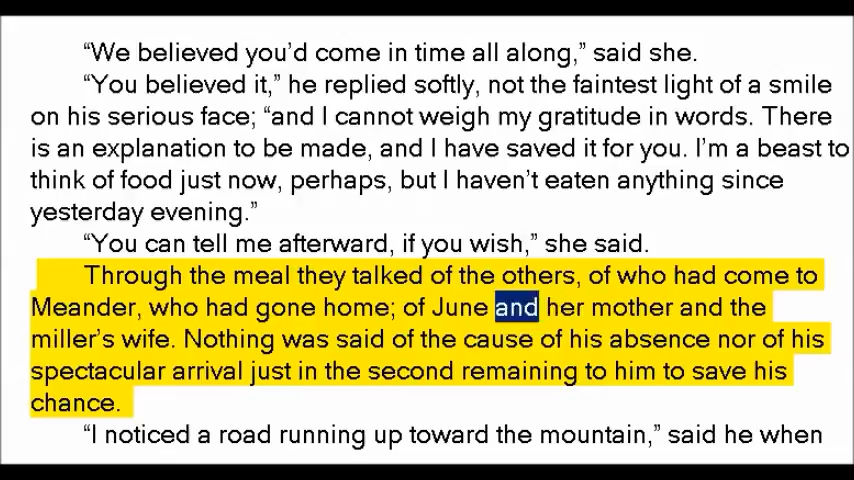 “We believed you’d come in time all along,” said she.
“You believed it,” he replied softly, not the faintest light of a smile
on his serious face; “and I cannot weigh my gratitude in words. There
is an explanation to be made, and I have saved it for you. I’m a beast to
think of food just now, perhaps, but I haven’t eaten anything since
yesterday evening.”
“You can tell me afterward, if you wish,” she said.
Through the meal they talked of the others, of who had come to
Meander, who had gone home; of June and her mother and the
miller’s wife. Nothing was said of the cause of his absence nor of his
spectacular arrival just in the second remaining to him to save his
chance.
“I noticed a road running up toward the mountain,” said he when